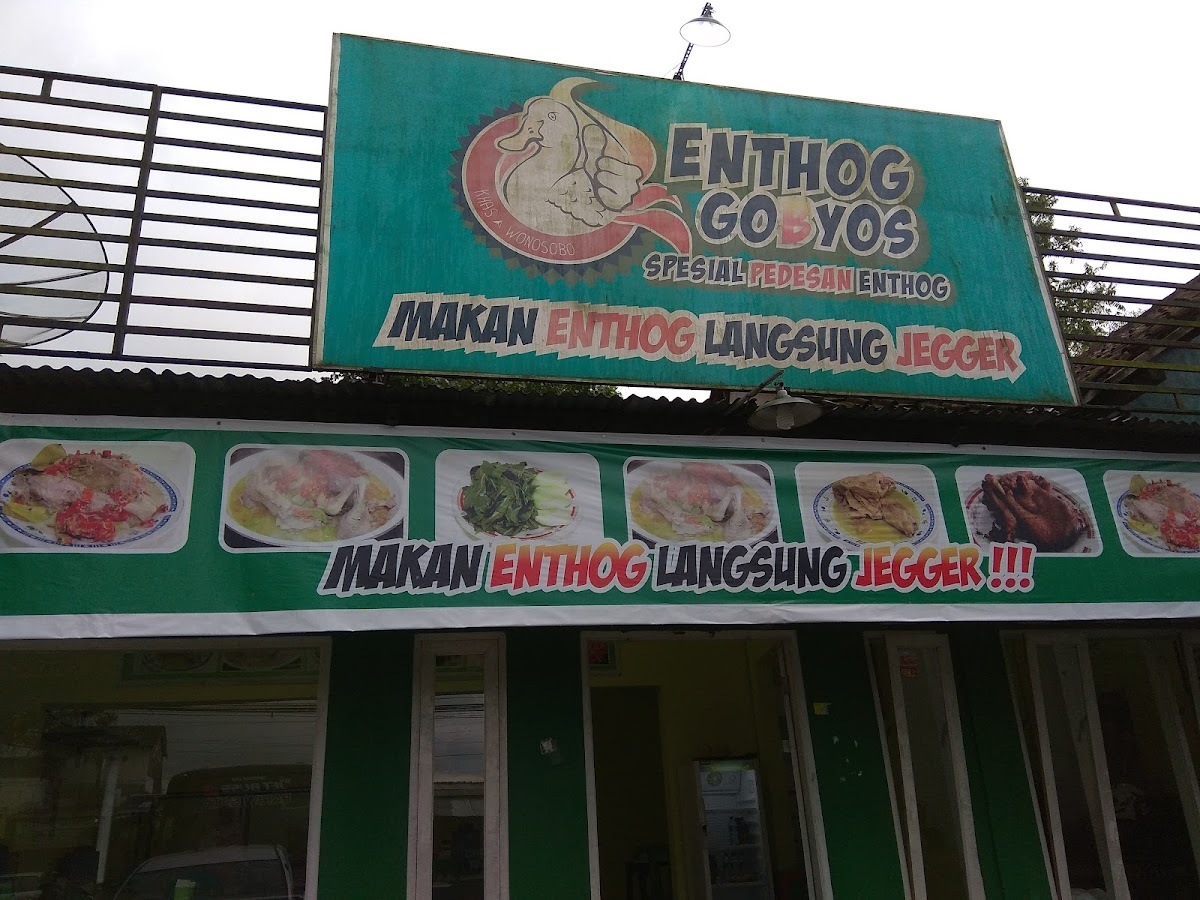 KHAS WONOSOBO
ENTHOG
GOBYOS
SPESIAL PEDESAN ENTHOG
MAKAN ENTHOG LANGSUNG JEGGER
MAKAN ENTHOG LANGSUNG JEGGER !!!